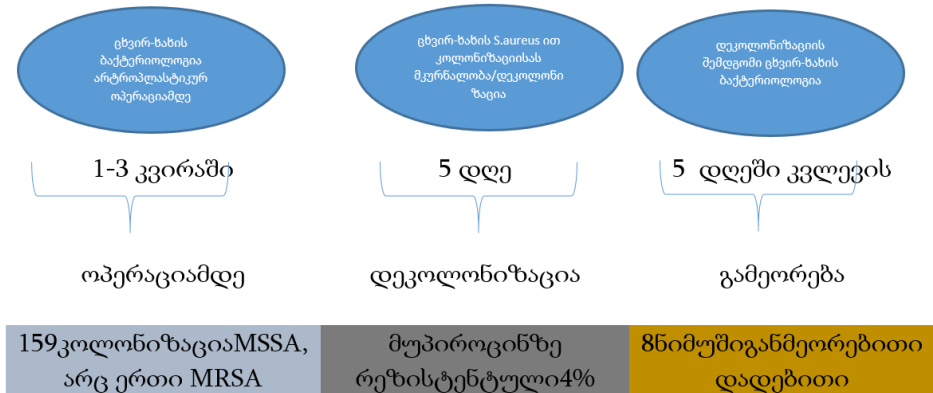 ცხვირ-ხახის
ბაქტერიოლოგია
არტროპლასტიკურ
ოპერაციამდე
ცხვირ-ხახის S.aureus ით
კოლონიზაციისას
მკურნალობა/დეკოლონი
ზაცია
დეკოლონიზაციის
შემდგომი ცხვირ-ხახის
ბაქტერიოლოგია
1-3 კვირაში
5 დღე
5 დღეში კვლევის
ოპერაციამდე
დეკოლონიზაცია
გამეორება
159კოლონიზაციაMSSA,
არც ერთი MRSA
მუპიროცინზე
რეზისტენტული4%
8ნიმუშიგანმეორებითი
დადებითი